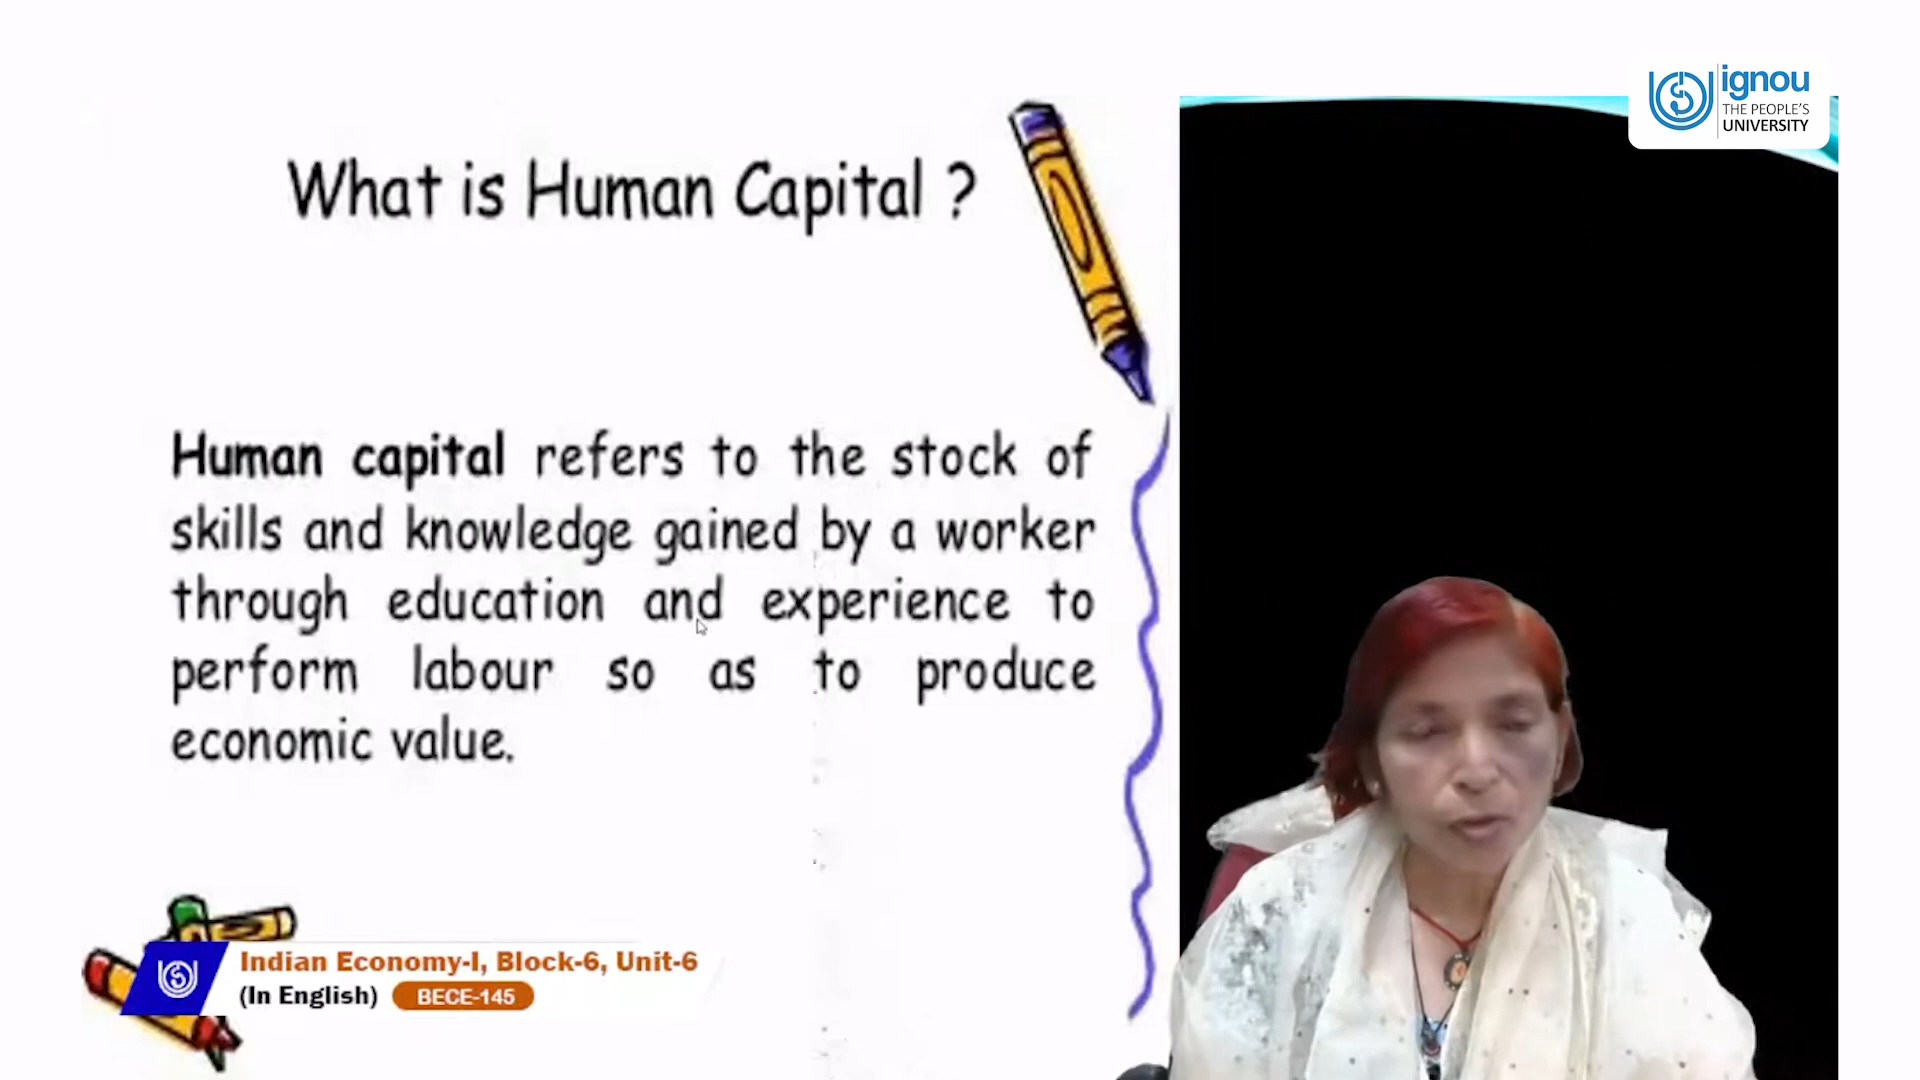 ignou
THE PEOPLE'S
UNIVERSITY
What is Human Capital ?
Human capital refers to the stock of
skills and knowledge gained by a worker
through education and experience to
perform labour so as to produce
economic value.
Indian Economy-I, Block-6, Unit-6
(In English) BECE-145